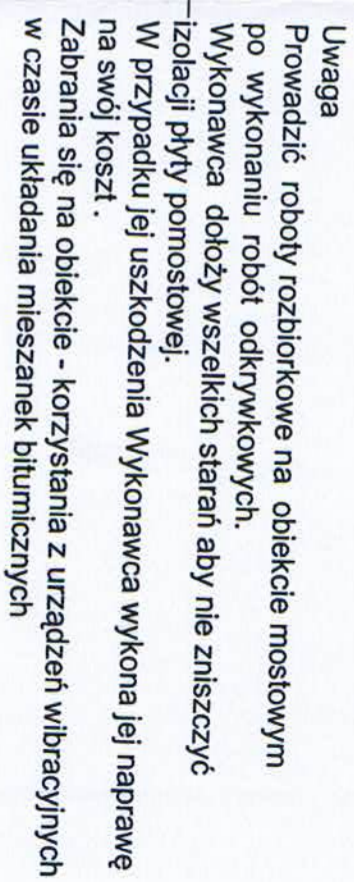 Uwaga
Prowadzić roboty rozbiorkowe na obiekcie mostowym
po wykonaniu robót odkrywkowych.
Wykonawca dołoży wszelkich starań aby nie zniszczyć
izolacji płyty pomostowej.
W przypadku jej uszkodzenia Wykonawca wykona jej naprawę
na swój koszt .
Zabrania się na obiekcie - korzystania z urządzeń wibracyjnych
w czasie układania mieszanek bitumicznych